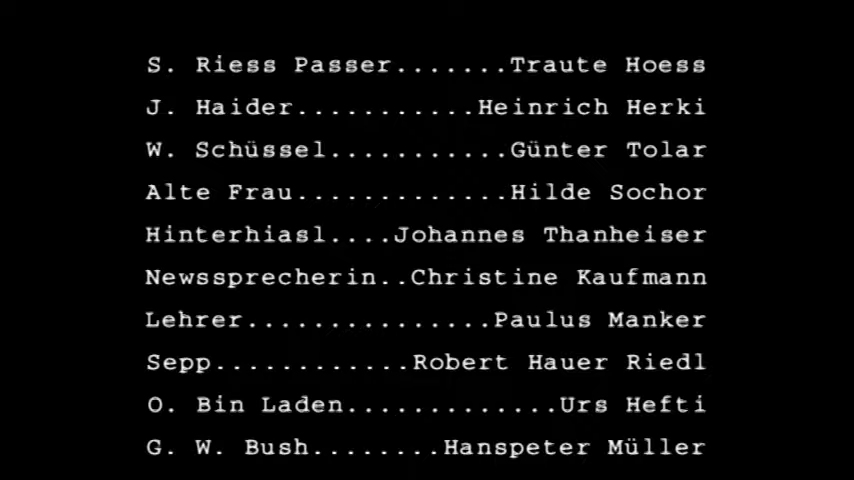 S. Riess Passer.......Traute Hoess
J. Haider...........Heinrich Herki
W. Schüssel...........Günter Tolar
Alte Frau.............Hilde Sochor
Hinterhiasl....Johannes Thanheiser
Newssprecherin..Christine Kaufmann
Lehrer...............Paulus Manker
Sepp............Robert Hauer Riedl
O. Bin Laden.............Urs Hefti
G. W. Bush........Hanspeter Müller